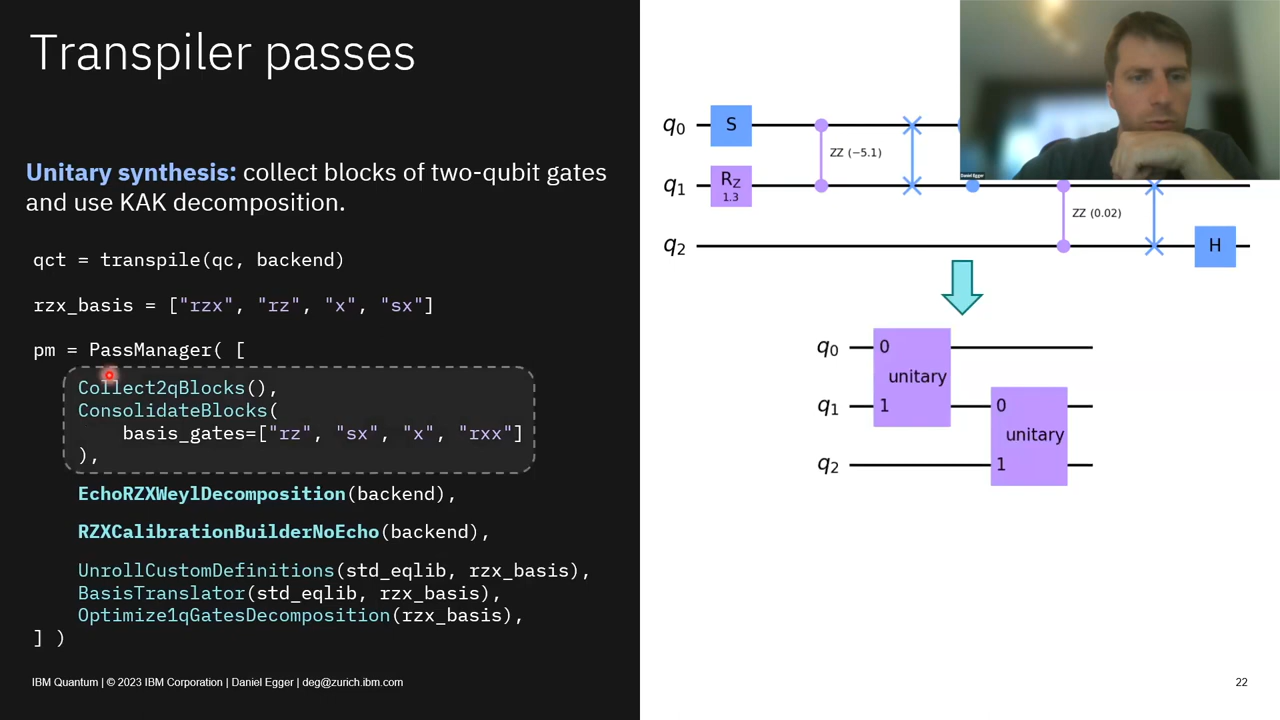 Transpiler passes
Unitary synthesis: collect blocks of two-qubit gates
and use KAK decomposition.
qct = transpile(qc, backend)
rzx_basis = ["rzx", "rz", "x", "sx"]
pm = PassManager( [
Collect2qBlocks(),
ConsolidateBlocks(
basis_gates=["rz", "sx", "x", "rxx"]
),
EchoRZXWeylDecomposition(backend),
RZXCalibrationBuilderNoEcho(backend),
UnrollCustomDefinitions(std_eqlib, rzx_basis),
BasisTranslator(std_eqlib, rzx_basis),
Optimize1qGatesDecomposition(rzx_basis),
] )
IBM Quantum | © 2023 IBM Corporation | Daniel Egger | deg@zurich.ibm.com
q0 S
ZZ (−5.1)
q1 RZ
1.3
ZZ (0.02)
q2 H
q0 0
unitary
q1 1 0
unitary
q2 1
Daniel Egger
22